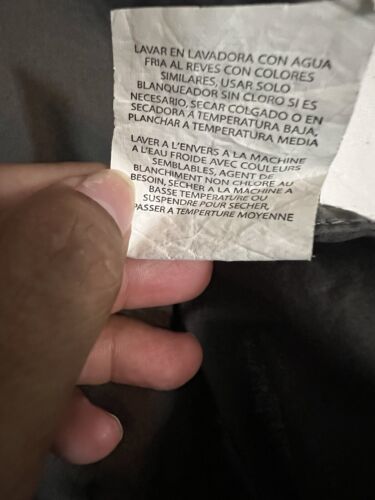 LAVAR EN LAVADORA CON AGUA
FRIA AL REVES CON COLORES
SIMILARES, USAR SOLO
BLANQUEADOR SIN CLORO SI ES
NECESARIO, SECAR COLGADO O EN
SECADORA A TEMPERATURA BAJA,
PLANCHAR A TEMPERATURA MEDIA
LAVER A L'ENVERS A LA MACHINE
A L'EAU FROIDE AVEC COULEURS
SEMBLABLES, AGENT DE
BLANCHIMENT NON CHLORE AU
BESOIN, SECHER A LA MACHINE A
BASSE TEMPERATURE OU
SUSPENDRE POUR SECHER,
PASSER A TEMPERTURE MOYENNE